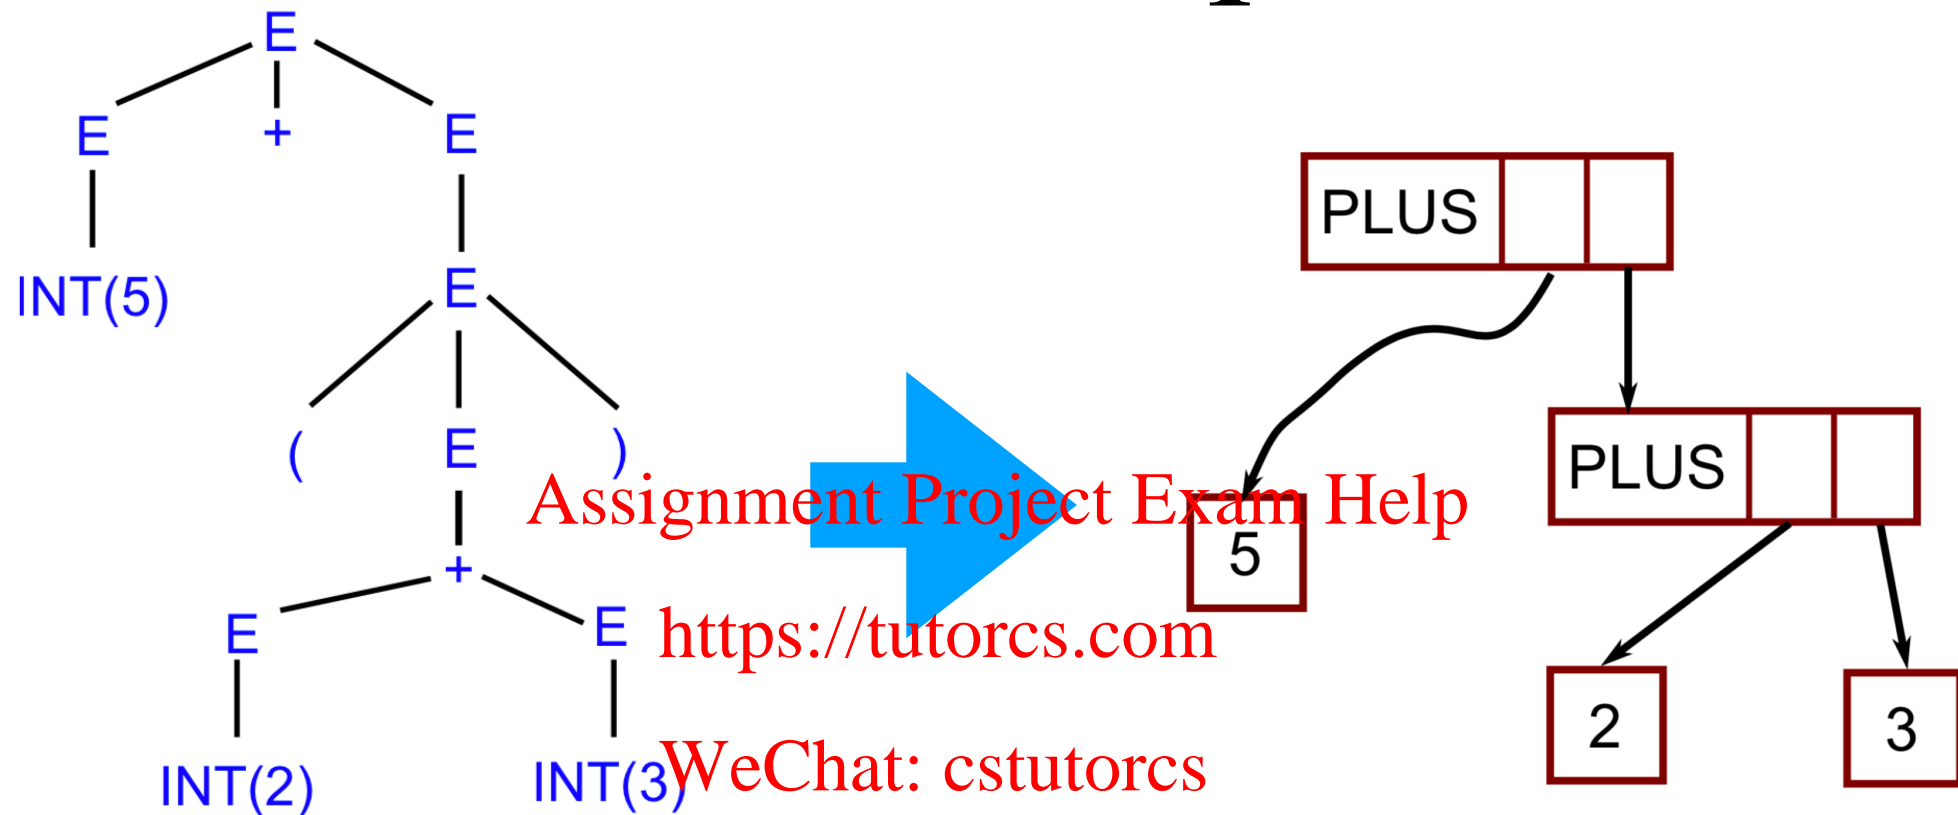 E
E + E
INT(5)
E
( E )
+
E E
INT(2) INT(3)
PLUS
PLUS
5
2 3
Assignment Project Exam Help
https://tutorcs.com
WeChat: cstutorcs